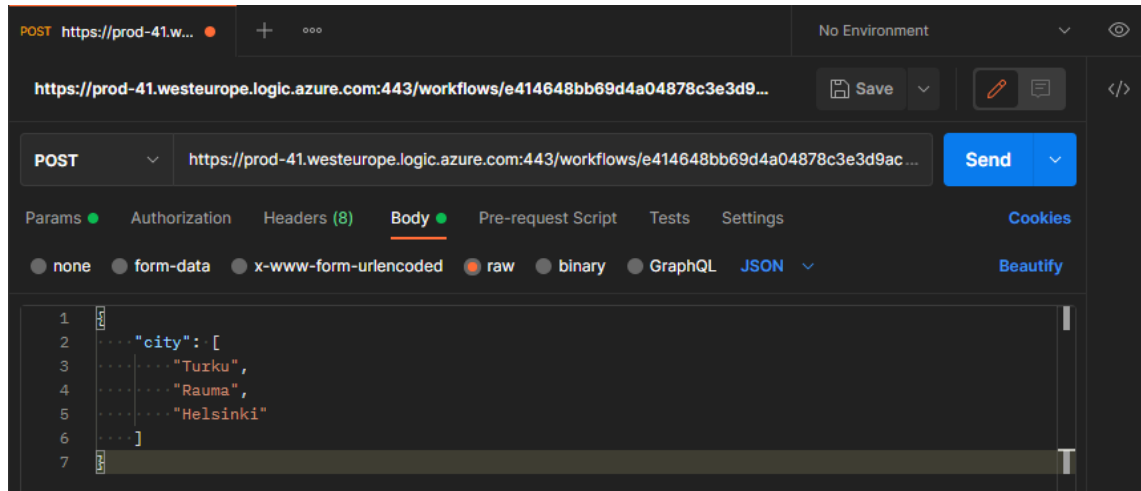 POST https://prod-41.w... No Environment
https://prod-41.westeurope.logic.azure.com:443/workflows/e414648bb69d4a04878c3e3d9... Save </>
POST https://prod-41.westeurope.logic.azure.com:443/workflows/e414648bb69d4a04878c3e3d9ac... Send
Params Authorization Headers (8) Body Pre-request Script Tests Settings Cookies
none form-data x-www-form-urlencoded raw binary GraphQL JSON Beautify
1 {
2 "city": [
3 "Turku",
4 "Rauma",
5 "Helsinki"
6 ]
7 }